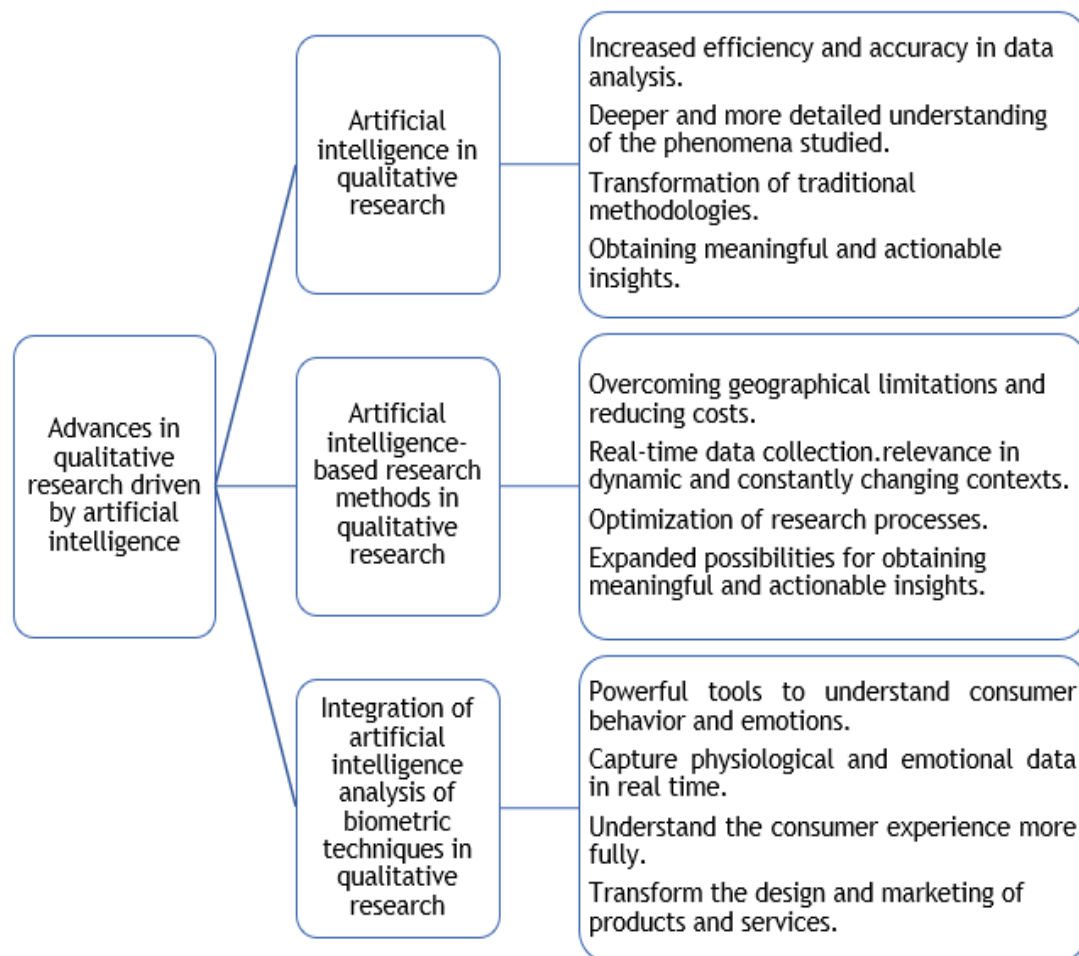 Advances in
qualitative
research driven
by artificial
intelligence
Artificial
intelligence in
qualitative
research
Increased efficiency and accuracy in data
analysis.
Deeper and more detailed understanding
of the phenomena studied.
Transformation of traditional
methodologies.
Obtaining meaningful and actionable
insights.
Artificial
intelligence-
based research
methods in
qualitative
research
Overcoming geographical limitations and
reducing costs.
Real-time data collection.relevance in
dynamic and constantly changing contexts.
Optimization of research processes.
Expanded possibilities for obtaining
meaningful and actionable insights.
Integration of
artificial
intelligence
analysis of
biometric
techniques in
qualitative
research
Powerful tools to understand consumer
behavior and emotions.
Capture physiological and emotional data
in real time.
Understand the consumer experience more
fully.
Transform the design and marketing of
products and services.